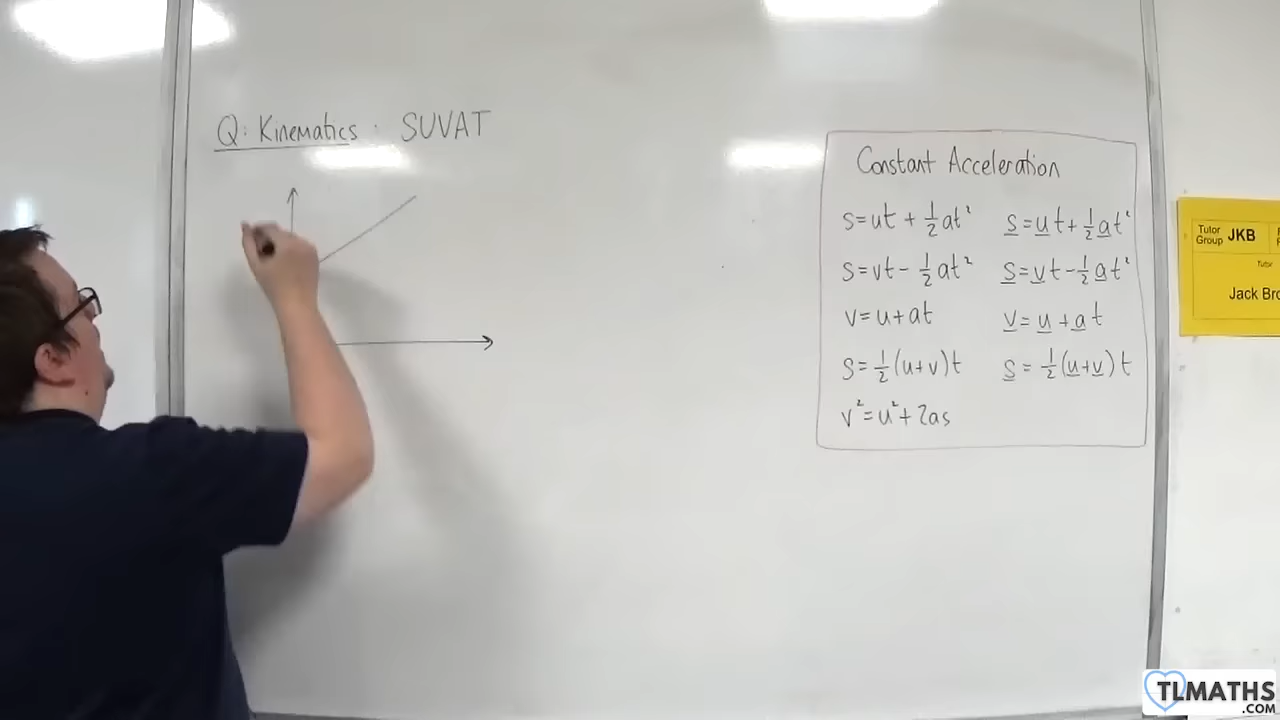 Q: Kinematics · SUVAT
Constant Acceleration
s=ut + ½at² s=ut+½at²
s=vt - ½at² s=vt-½at²
v=u+at v=u+at
s=½(u+v)t s=½(u+v)t
v²=u²+2as
Tutor
Group JKB
Tutor
Jack Bro
TLMATHS
.COM